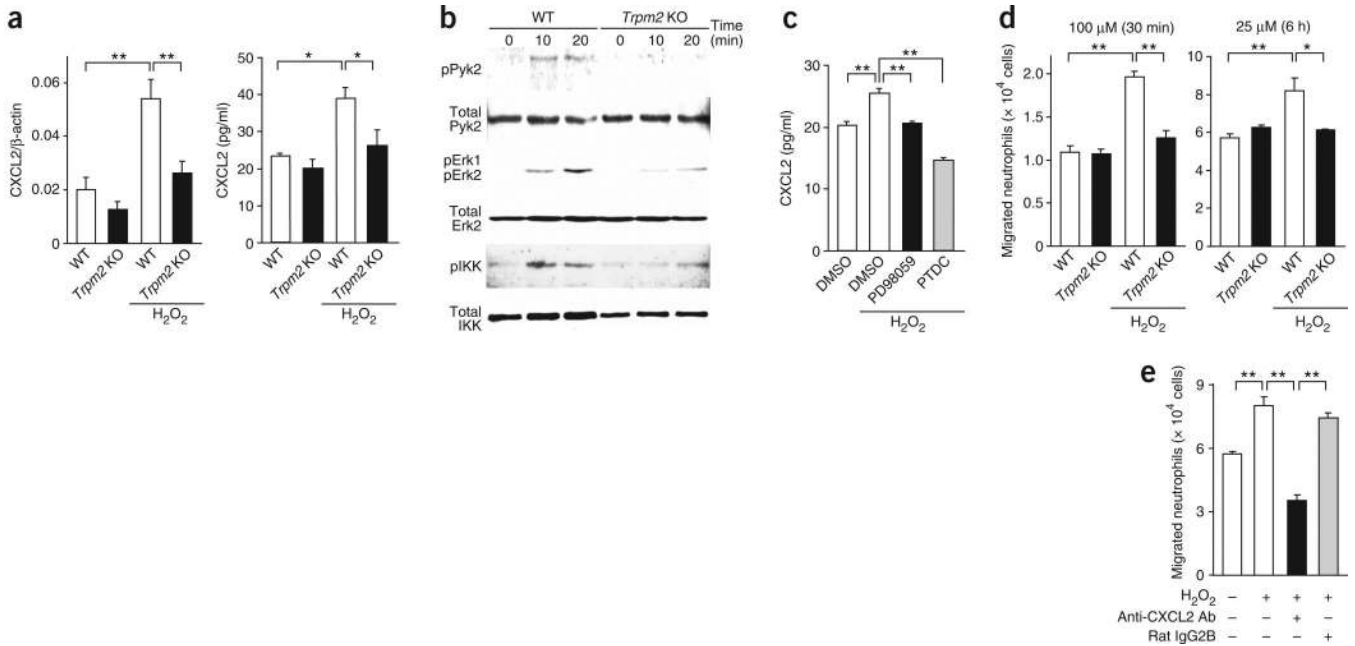 a
CXCL2/β-actin
0.06
0.04
0.02
0
** **
WT
Trpm2 KO
WT
Trpm2 KO
H2O2
CXCL2 (pg/ml)
50
40
30
20
10
0
* *
WT
Trpm2 KO
WT
Trpm2 KO
H2O2
b
WT Trpm2 KO Time
0 10 20 0 10 20 (min)
pPyk2
Total
Pyk2
pErk1
pErk2
Total
Erk2
pIKK
Total
IKK
c
CXCL2 (pg/ml)
30
20
10
0
**
** **
DMSO
DMSO
PD98059
PTDC
H2O2
d
100 μM (30 min)
Migrated neutrophils (× 10⁴ cells)
2.0
1.5
1.0
0.5
0
** **
WT
Trpm2 KO
WT
Trpm2 KO
H2O2
25 μM (6 h)
10
8
6
4
2
0
** *
WT
Trpm2 KO
WT
Trpm2 KO
H2O2
e
Migrated neutrophils (× 10⁴ cells)
9
6
3
0
** ** **
H2O2 – + + +
Anti-CXCL2 Ab +
Rat IgG2B – – – +